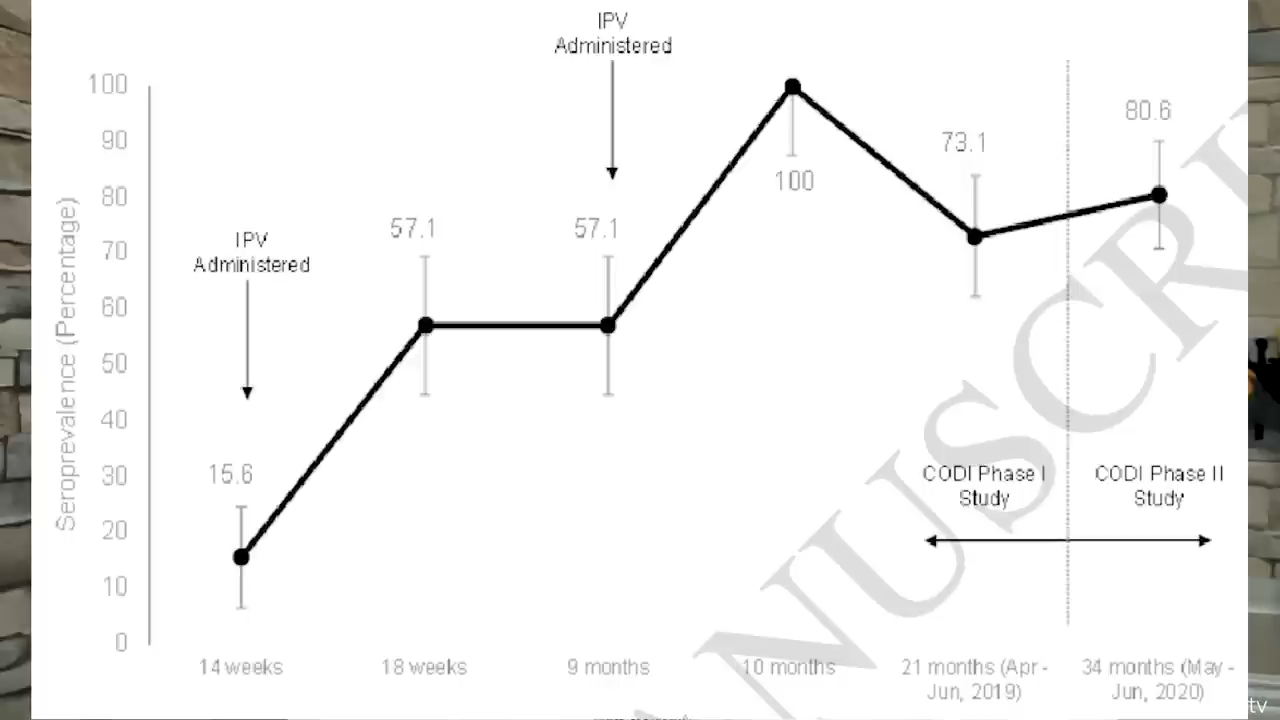 IPV
Administered
100
90
80
70
60
50
40
30
20
10
0
Seroprevalence (Percentage)
IPV
Administered
15.6
57.1
57.1
100
73.1
80.6
CODI Phase I
Study
CODI Phase II
Study
14 weeks
18 weeks
9 months
10 months
21 months (Apr -
Jun, 2019)
34 months (May -
Jun, 2020)
tv